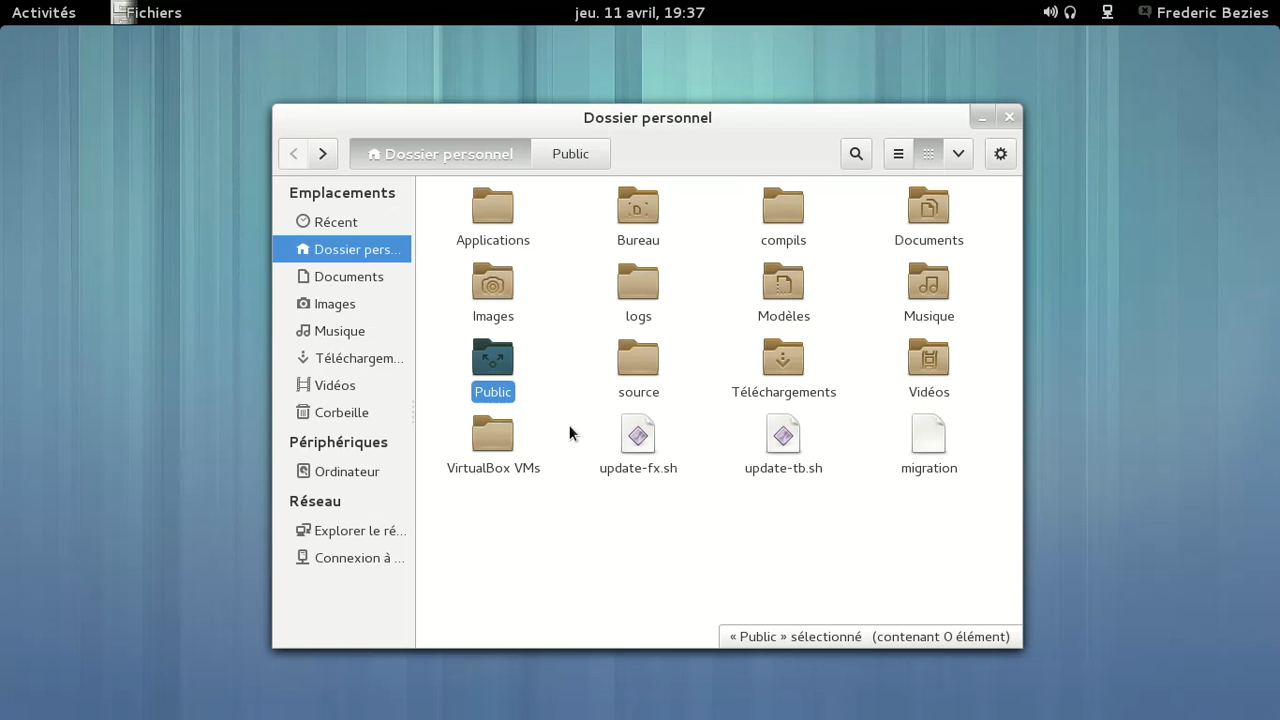 Activités Fichiers jeu. 11 avril, 19:37 Frederic Bezies
Dossier personnel
Dossier personnel Public
Emplacements
Récent
Dossier pers...
Documents
Images
Musique
Téléchargem...
Vidéos
Corbeille
Périphériques
Ordinateur
Réseau
Explorer le ré...
Connexion à ...
Applications Bureau compils Documents
Images logs Modèles Musique
Public source Téléchargements Vidéos
VirtualBox VMs update-fx.sh update-tb.sh migration
« Public » sélectionné (contenant 0 élément)